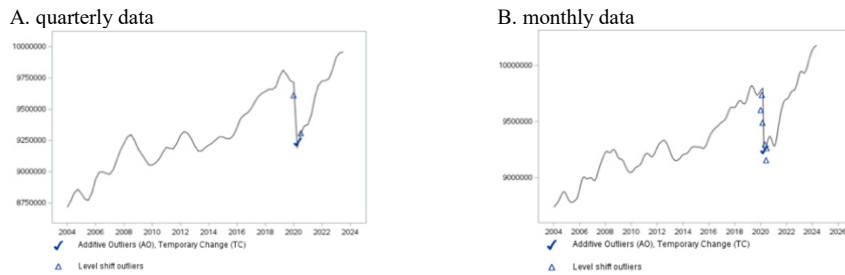 A. quarterly data
10000000
9750000
9500000
9250000
9000000
8750000
2004 2006 2008 2010 2012 2014 2016 2018 2020 2022 2024
Additive Outliers (AO), Temporary Change (TC)
Level shift outliers
B. monthly data
10000000
9500000
9000000
2004 2006 2008 2010 2012 2014 2016 2018 2020 2022 2024 2026
Additive Outliers (AO), Temporary Change (TC)
Level shift outliers